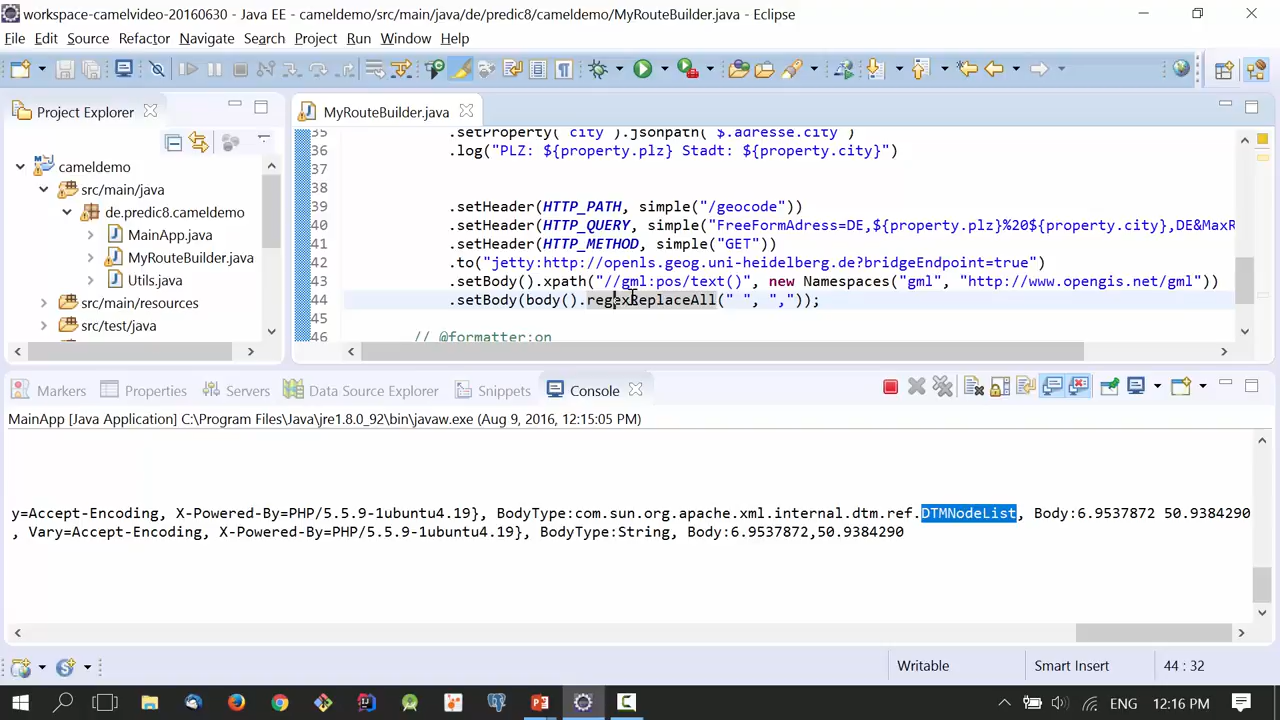 workspace-camelvideo-20160630 - Java EE - cameldemo/src/main/java/de/predic8/cameldemo/MyRouteBuilder.java - Eclipse
File Edit Source Refactor Navigate Search Project Run Window Help
Project Explorer
cameldemo
src/main/java
de.predic8.cameldemo
MainApp.java
MyRouteBuilder.java
Utils.java
src/main/resources
src/test/java
MyRouteBuilder.java
35 .setProperty("city").jsonpath("$.adresse.city")
36 .log("PLZ: ${property.plz} Stadt: ${property.city}")
37
38
39 .setHeader(HTTP_PATH, simple("/geocode"))
40 .setHeader(HTTP_QUERY, simple("FreeFormAdress=DE,${property.plz}%20${property.city},DE&MaxR
41 .setHeader(HTTP_METHOD, simple("GET"))
42 .to("jetty:http://openls.geog.uni-heidelberg.de?bridgeEndpoint=true")
43 .setBody().xpath("//gml:pos/text()", new Namespaces("gml", "http://www.opengis.net/gml"))
44 .setBody(body().regexReplaceAll(" ", ","));
45
46 // @formatter:on
Markers Properties Servers Data Source Explorer Snippets Console
MainApp [Java Application] C:\Program Files\Java\jre1.8.0_92\bin\javaw.exe (Aug 9, 2016, 12:15:05 PM)
y=Accept-Encoding, X-Powered-By=PHP/5.5.9-1ubuntu4.19}, BodyType:com.sun.org.apache.xml.internal.dtm.ref.DTMNodeList, Body:6.9537872 50.9384290
, Vary=Accept-Encoding, X-Powered-By=PHP/5.5.9-1ubuntu4.19}, BodyType:String, Body:6.9537872,50.9384290
Writable Smart Insert 44 : 32
ENG 12:16 PM